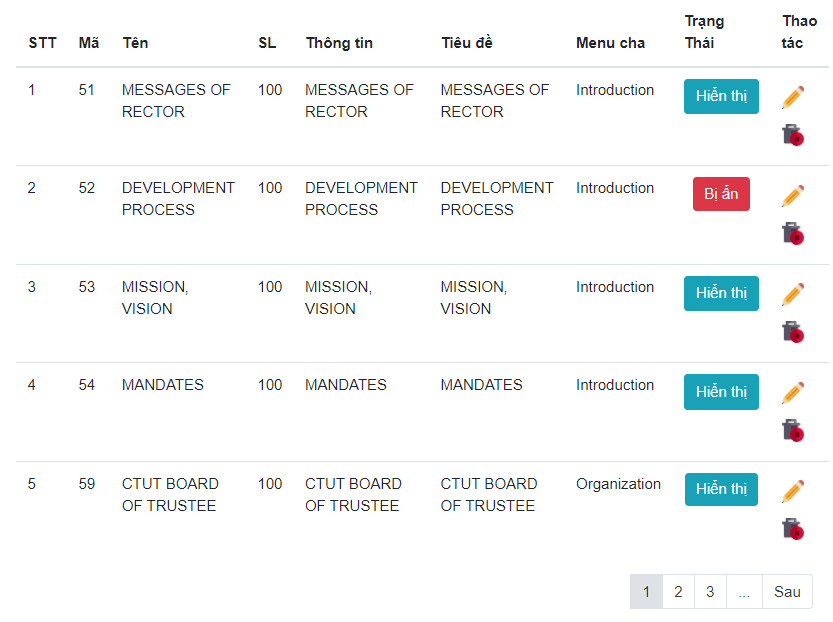 STT Mã Tên SL Thông tin Tiêu đề Menu cha Trạng Thao
Thái tác
1 51 MESSAGES OF 100 MESSAGES OF MESSAGES OF Introduction Hiễn thị
RECTOR RECTOR RECTOR
2 52 DEVELOPMENT 100 DEVELOPMENT DEVELOPMENT Introduction Bị ẩn
PROCESS PROCESS PROCESS
3 53 MISSION, 100 MISSION, MISSION, Introduction Hiễn thị
VISION VISION VISION
4 54 MANDATES 100 MANDATES MANDATES Introduction Hiễn thị
5 59 CTUT BOARD 100 CTUT BOARD CTUT BOARD Organization Hiễn thị
OF TRUSTEE OF TRUSTEE OF TRUSTEE
1 2 3 ... Sau